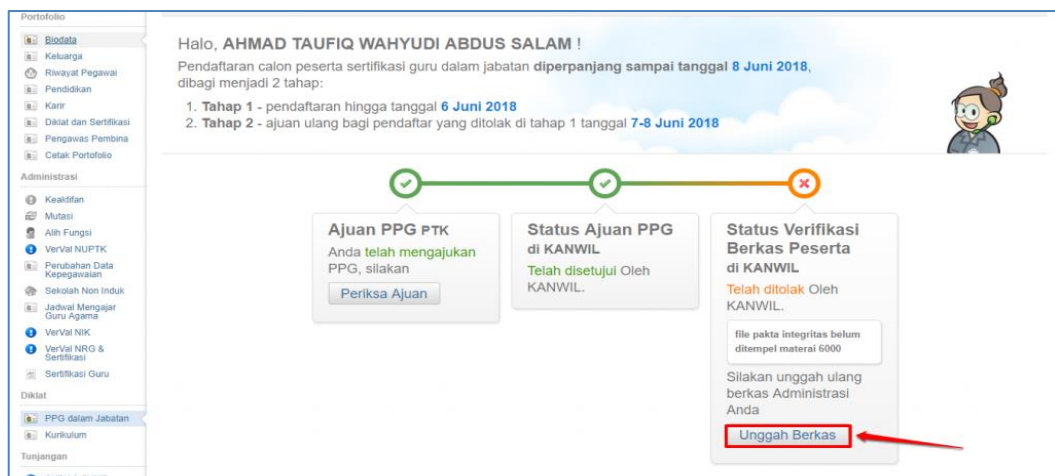 Portofolio
Biodata
Keluarga
Riwayat Pegawai
Pendidikan
Karir
Diklat dan Sertifikasi
Pengawas Pembina
Cetak Portofolio
Administrasi
Keaktifan
Mutasi
Alih Fungsi
VerVal NUPTK
Perubahan Data
Kepegawaian
Sekolah Non Induk
Jadwal Mengajar
Guru Agama
VerVal NIK
VerVal NRG &
Sertifikasi
Sertifikasi Guru
Diklat
PPG dalam Jabatan
Kurikulum
Tunjangan
Halo, AHMAD TAUFIQ WAHYUDI ABDUS SALAM !
Pendaftaran calon peserta sertifikasi guru dalam jabatan diperpanjang sampai tanggal 8 Juni 2018,
dibagi menjadi 2 tahap:
1. Tahap 1 - pendaftaran hingga tanggal 6 Juni 2018
2. Tahap 2 - ajuan ulang bagi pendaftar yang ditolak di tahap 1 tanggal 7-8 Juni 2018
Ajuan PPG PTK
Anda telah mengajukan
PPG, silakan
Periksa Ajuan
Status Ajuan PPG
di KANWIL
Telah disetujui Oleh
KANWIL.
Status Verifikasi
Berkas Peserta
di KANWIL
Telah ditolak Oleh
KANWIL.
file pakta integritas belum
ditempel materai 6000
Silakan unggah ulang
berkas Administrasi
Anda
Unggah Berkas